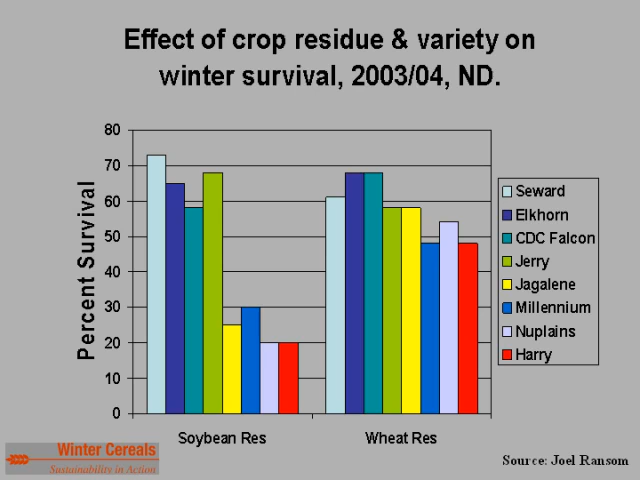 Effect of crop residue & variety on
winter survival, 2003/04, ND.
Percent Survival
80
70
60
50
40
30
20
10
0
Soybean Res
Wheat Res
Seward
Elkhorn
CDC Falcon
Jerry
Jagalene
Millennium
Nuplains
Harry
Winter Cereals
Sustainability in Action
Source: Joel Ransom